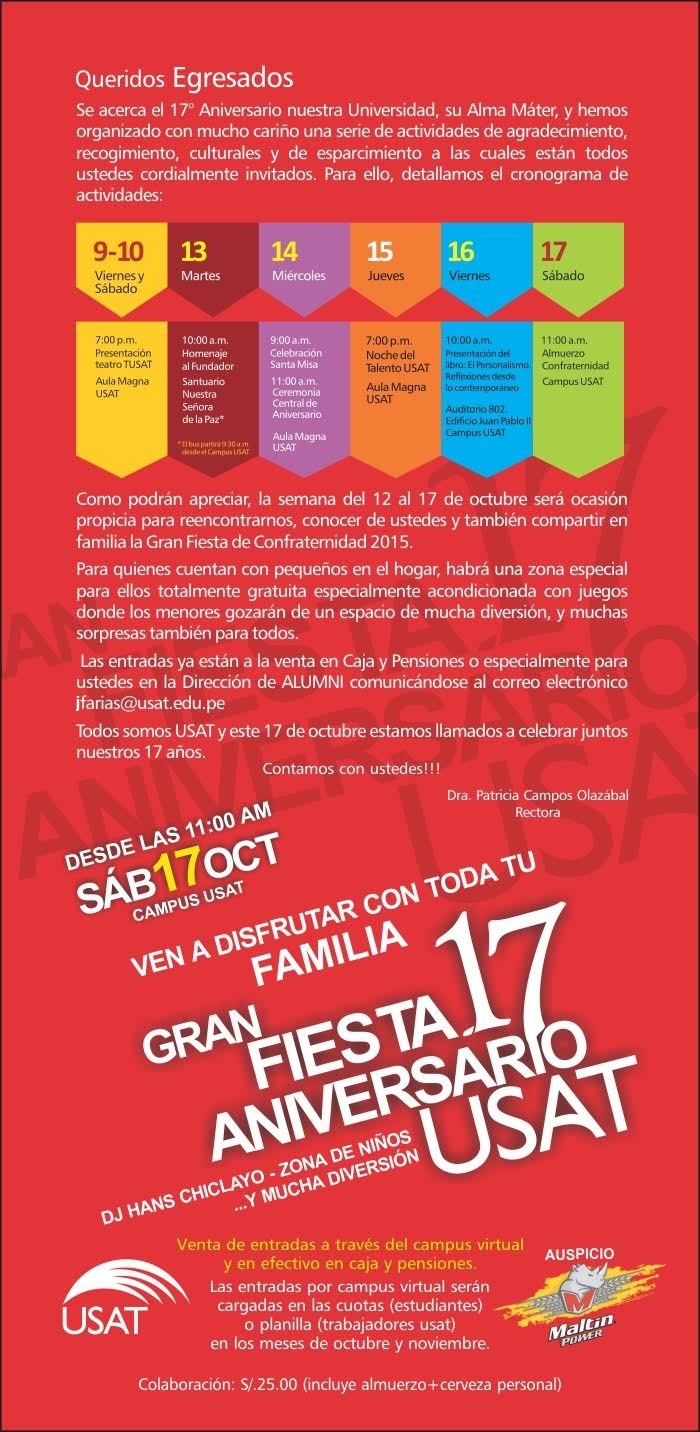 Queridos Egresados
Se acerca el 17° Aniversario nuestra Universidad, su Alma Máter, y hemos
organizado con mucho cariño una serie de actividades de agradecimiento,
recogimiento, culturales y de esparcimiento a las cuales están todos
ustedes cordialmente invitados. Para ello, detallamos el cronograma de
actividades:
9-10
Viernes y
Sábado
13
Martes
14
Miércoles
15
Jueves
16
Viernes
17
Sábado
7:00 p.m.
Presentación
teatro TUSAT
Aula Magna
USAT
10:00 a.m.
Homenaje
al Fundador
Santuario
Nuestra
Señora
de la Paz*
* El bus partirá 9:30 a.m.
desde el Campus USAT
9:00 a.m.
Celebración
Santa Misa
11:00 a.m.
Ceremonia
Central de
Aniversario
Aula Magna
USAT
7:00 p.m.
Noche del
Talento USAT
Aula Magna
USAT
10:00 a.m.
Presentación del
libro: El Personalismo.
Reflexiones desde
lo contemporáneo
Auditorio 802.
Edificio Juan Pablo II
Campus USAT
11:00 a.m.
Almuerzo
Confraternidad
Campus USAT
Como podrán apreciar, la semana del 12 al 17 de octubre será ocasión
propicia para reencontrarnos, conocer de ustedes y también compartir en
familia la Gran Fiesta de Confraternidad 2015.
Para quienes cuentan con pequeños en el hogar, habrá una zona especial
para ellos totalmente gratuita especialmente acondicionada con juegos
donde los menores gozarán de un espacio de mucha diversión, y muchas
sorpresas también para todos.
Las entradas ya están a la venta en Caja y Pensiones o especialmente para
ustedes en la Dirección de ALUMNI comunicándose al correo electrónico
jfarias@usat.edu.pe
Todos somos USAT y este 17 de octubre estamos llamados a celebrar juntos
nuestros 17 años.
Contamos con ustedes!!!
Dra. Patricia Campos Olazábal
Rectora
DESDE LAS 11:00 AM
SÁB 17 OCT
CAMPUS USAT
VEN A DISFRUTAR CON TODA TU
FAMILIA
GRAN
FIESTA 17
ANIVERSARIO
USAT
DJ HANS CHICLAYO - ZONA DE NIÑOS
...Y MUCHA DIVERSIÓN
Venta de entradas a través del campus virtual
y en efectivo en caja y pensiones.
Las entradas por campus virtual serán
cargadas en las cuotas (estudiantes)
o planilla (trabajadores usat)
en los meses de octubre y noviembre.
USAT
AUSPICIO
Maltin
POWER
Colaboración: S/.25.00 (incluye almuerzo+cerveza personal)